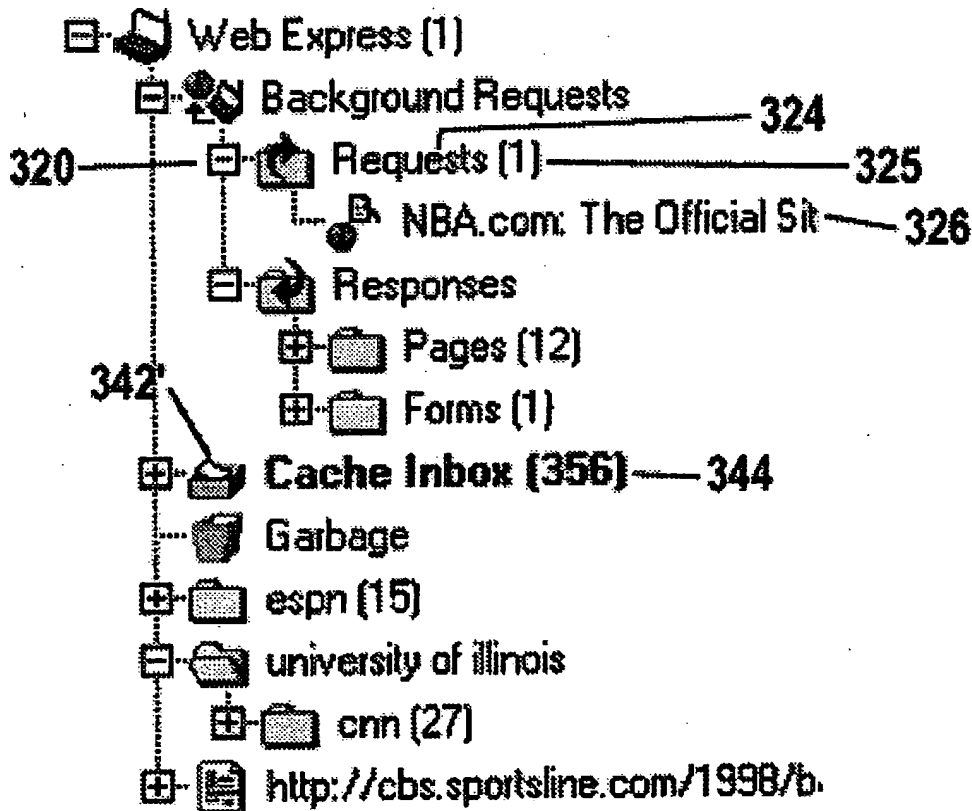 Web Express (1)
Background Requests
324
320
Requests (1)
325
NBA.com: The Official Sit
326
Responses
Pages (12)
342'
Forms (1)
Cache Inbox (356)
344
Garbage
espn (15)
university of illinois
cnn (27)
http://cbs.sportsline.com/1998/b